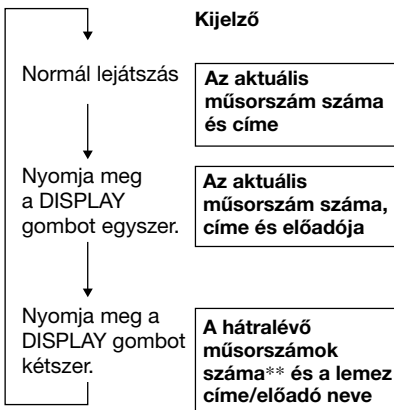 Kijelző
Normál lejátszás
Az aktuális
műsorszám száma
és címe
Nyomja meg
a DISPLAY
gombot egyszer.
Az aktuális
műsorszám száma,
címe és előadója
Nyomja meg a
DISPLAY gombot
kétszer.
A hátralévő
műsorszámok
száma** és a lemez
címe/előadó neve